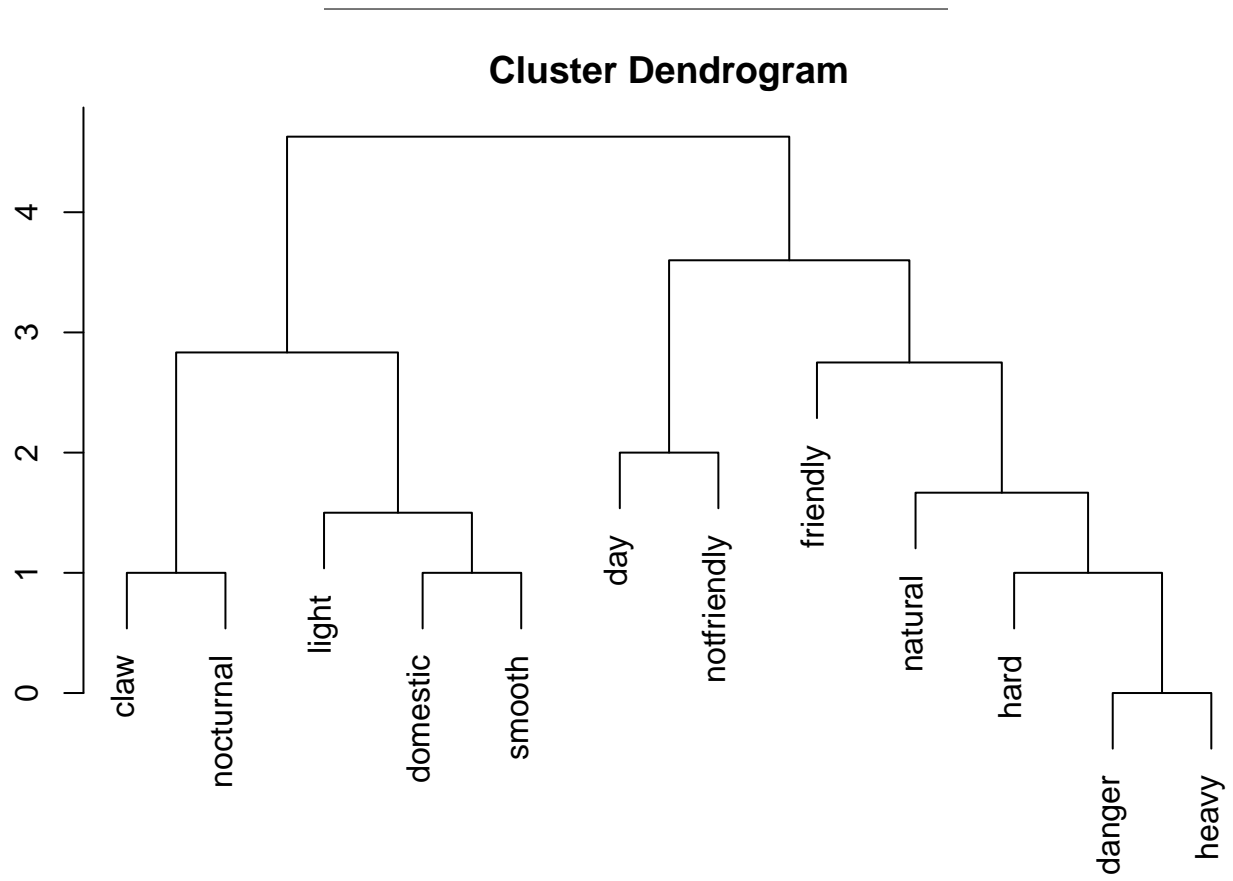 Cluster Dendrogram
4
3
2
1
0
claw
nocturnal
light
domestic
smooth
day
notfriendly
friendly
natural
hard
danger
heavy